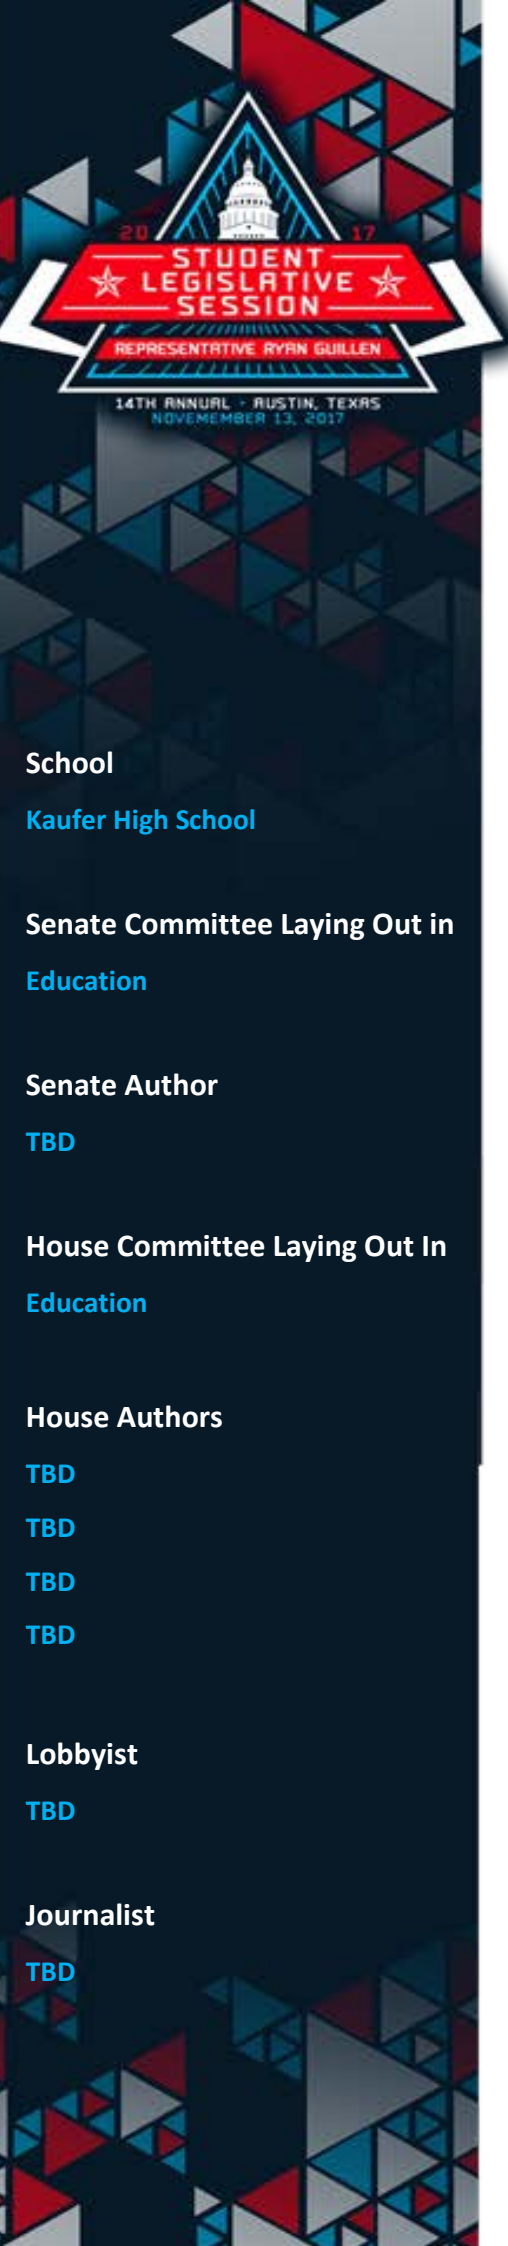 20 17
STUDENT
LEGISLATIVE
SESSION
REPRESENTATIVE RYAN GUILLEN
14TH ANNUAL - AUSTIN, TEXAS
NOVEMEMBER 13, 2017
School
Kaufer High School
Senate Committee Laying Out in
Education
Senate Author
TBD
House Committee Laying Out In
Education
House Authors
TBD
TBD
TBD
TBD
Lobbyist
TBD
Journalist
TBD